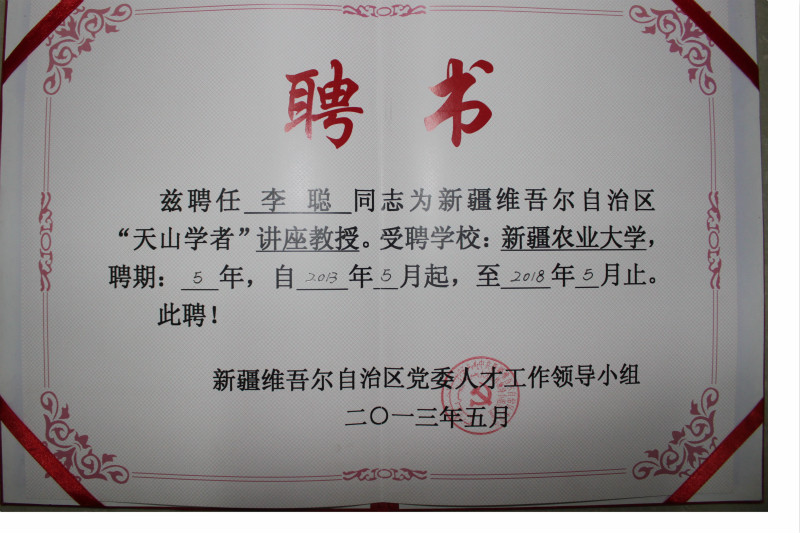 聘书
兹聘任 李 聪 同志为新疆维吾尔自治区
“天山学者”讲座教授。受聘学校：新疆农业大学，
聘期： 5 年，自 2013 年 5 月起，至 2018 年 5 月止。
此聘！
新疆维吾尔自治区党委人才工作领导小组
二〇一三年五月